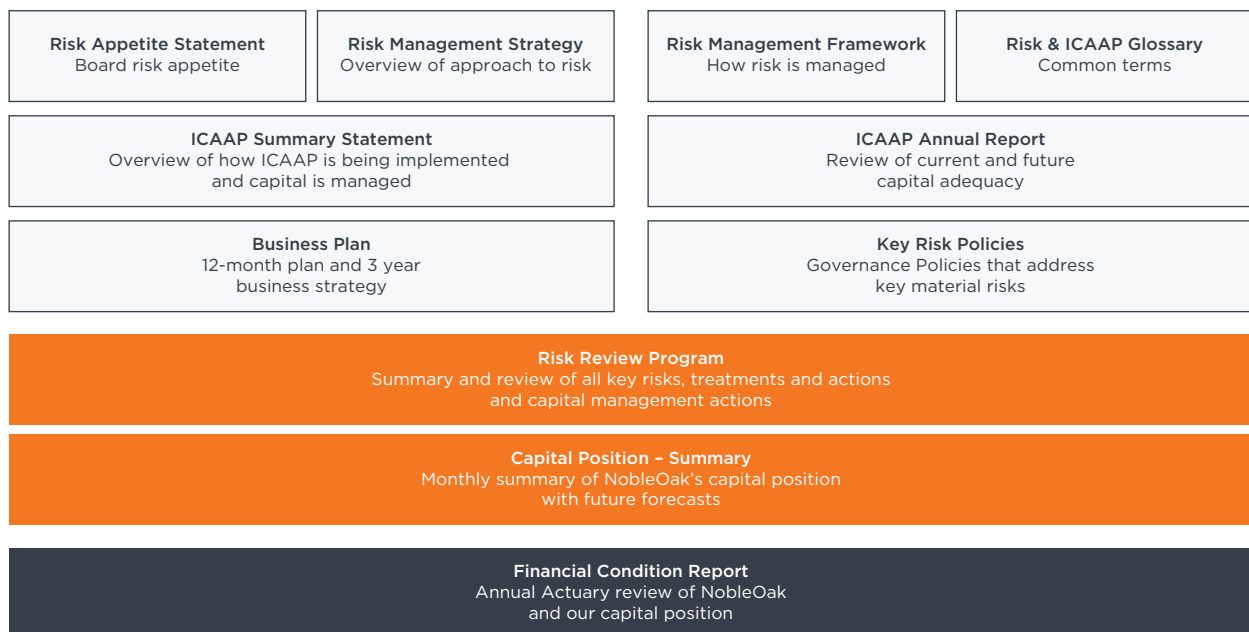 Risk Appetite Statement
Board risk appetite
Risk Management Strategy
Overview of approach to risk
Risk Management Framework
How risk is managed
Risk & ICAAP Glossary
Common terms
ICAAP Summary Statement
Overview of how ICAAP is being implemented
and capital is managed
ICAAP Annual Report
Review of current and future
capital adequacy
Business Plan
12-month plan and 3 year
business strategy
Key Risk Policies
Governance Policies that address
key material risks
Risk Review Program
Summary and review of all key risks, treatments and actions
and capital management actions
Capital Position – Summary
Monthly summary of NobleOak's capital position
with future forecasts
Financial Condition Report
Annual Actuary review of NobleOak
and our capital position